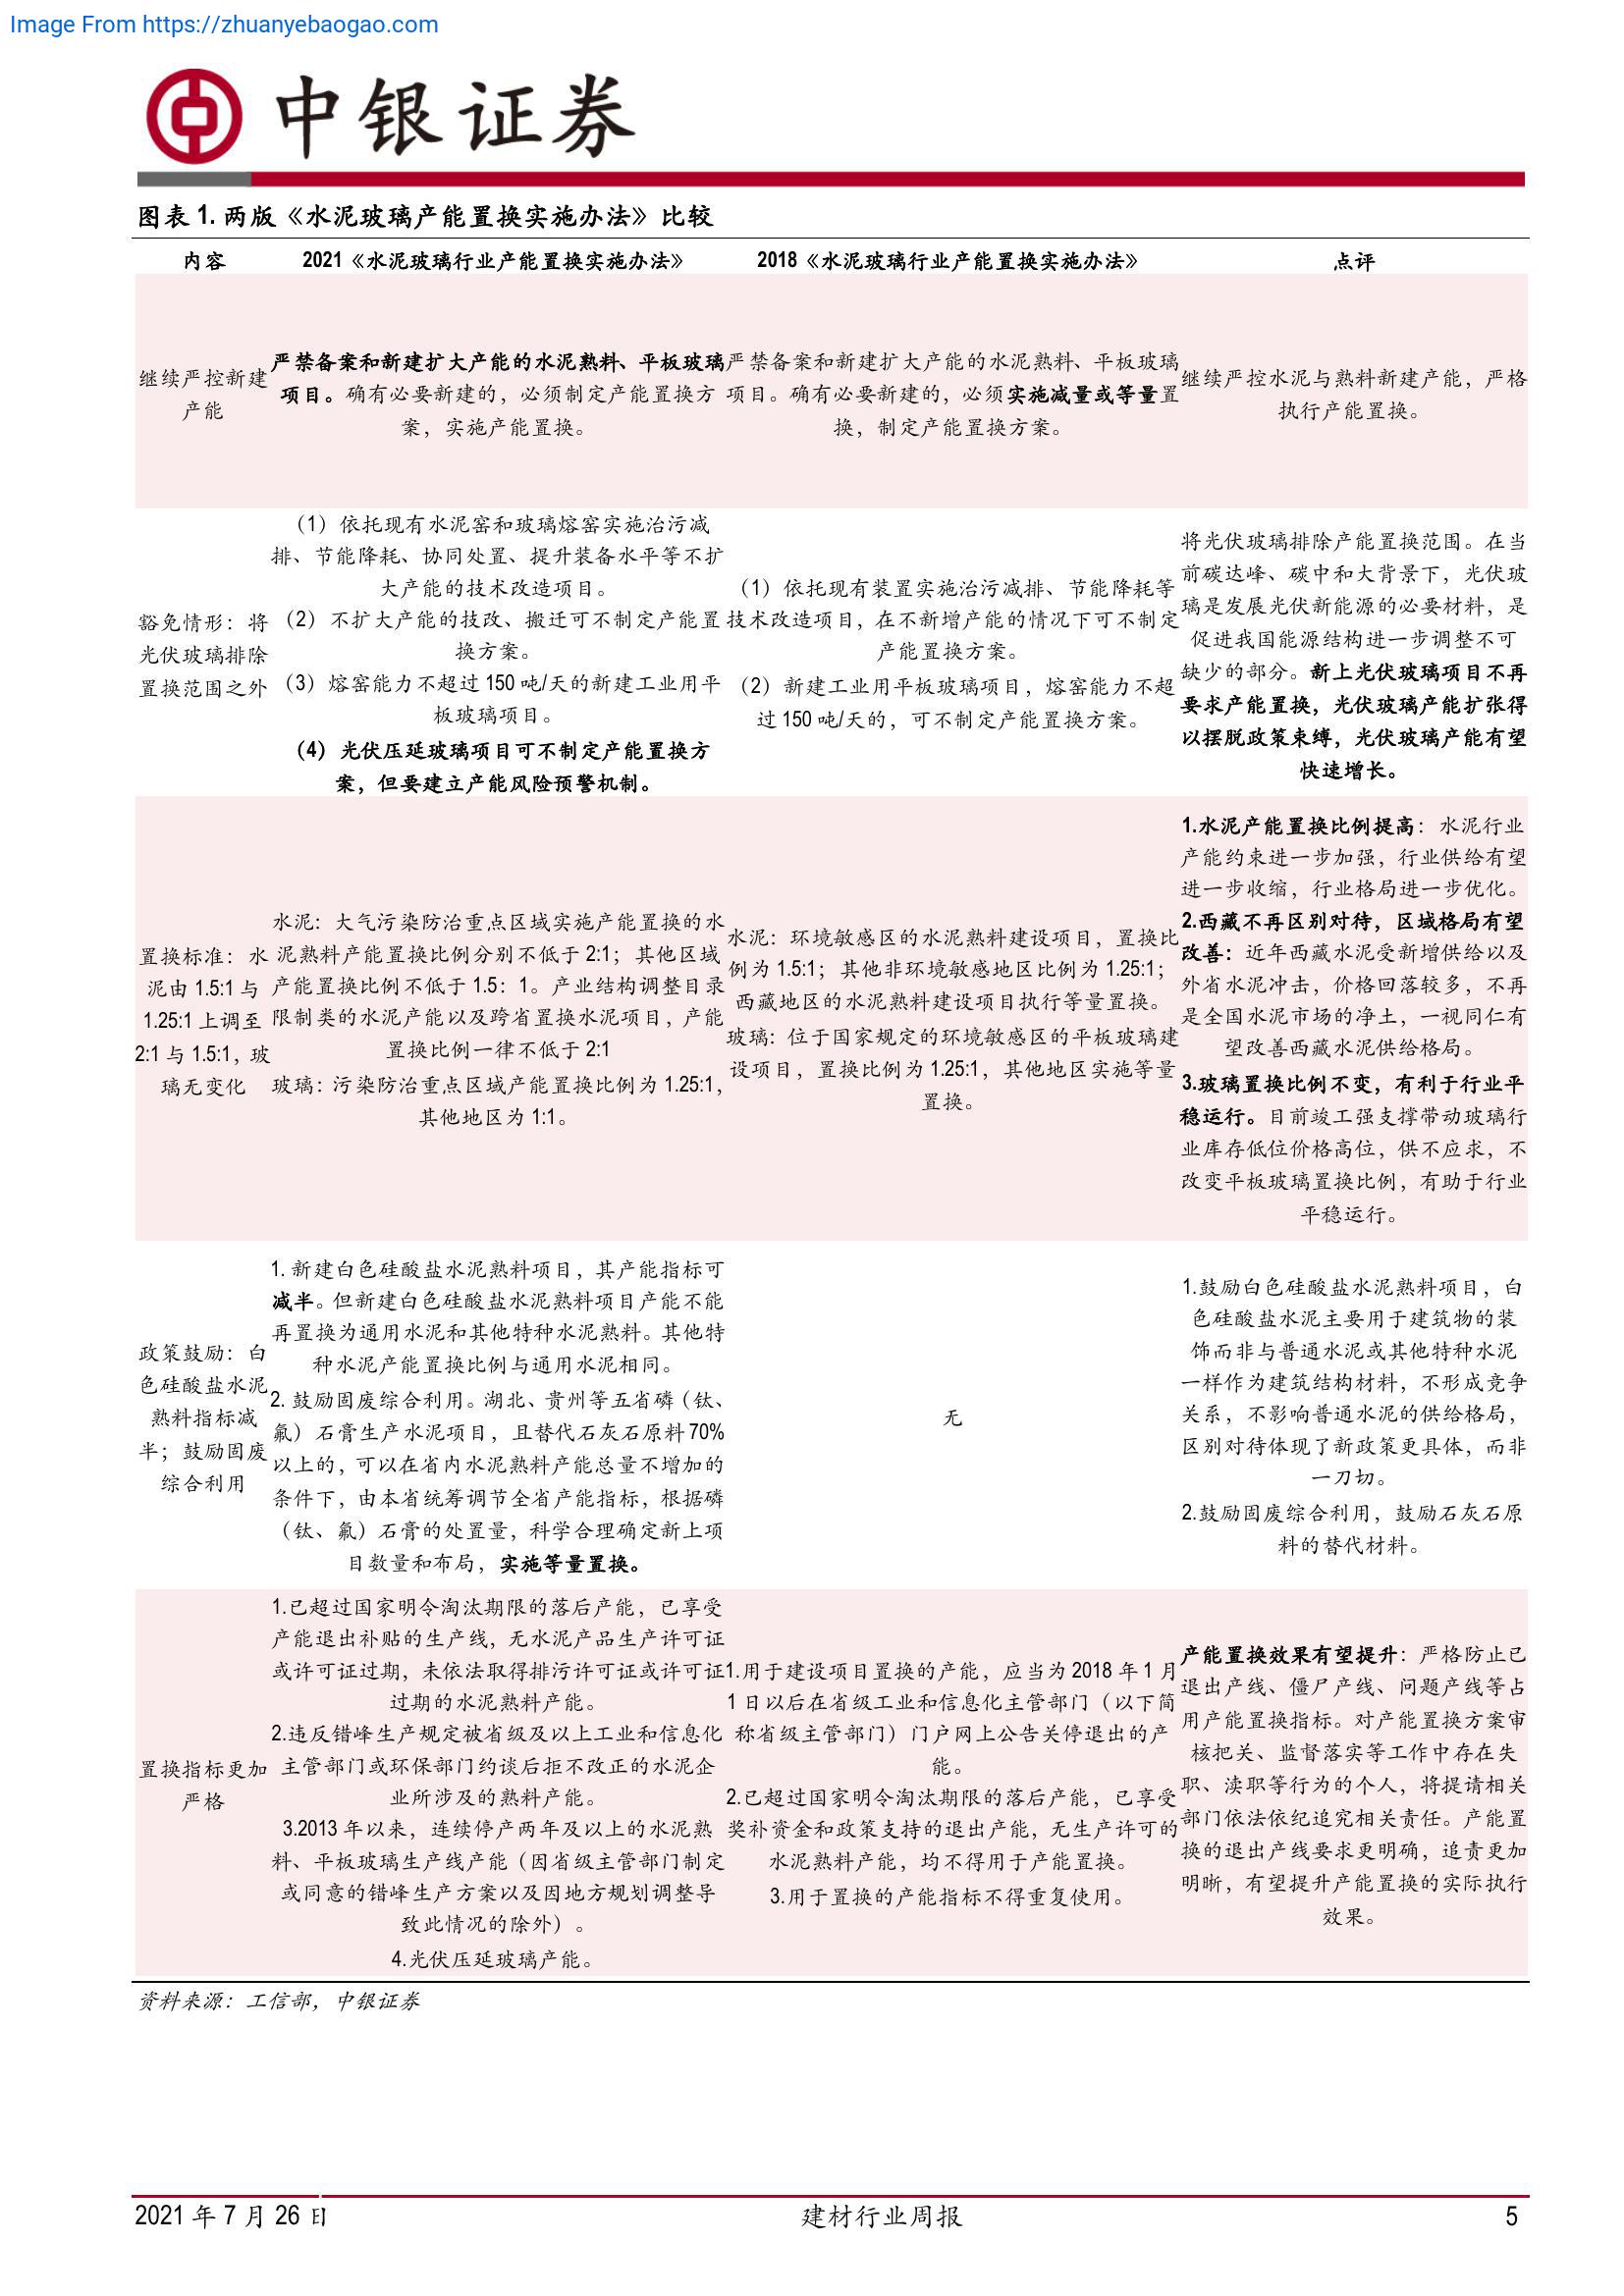 Image From https://zhuanyebaogao.com
中银证券
图表 1. 两版《水泥玻璃产能置换实施办法》比较
内容
2021《水泥玻璃行业产能置换实施办法》
2018《水泥玻璃行业产能置换实施办法》
点评
继续严控新建
产能
严禁备案和新建扩大产能的水泥熟料、平板玻璃
项目。确有必要新建的，必须制定产能置换方
案，实施产能置换。
严禁备案和新建扩大产能的水泥熟料、平板玻璃
项目。确有必要新建的，必须实施减量或等量置
换，制定产能置换方案。
继续严控水泥与熟料新建产能，严格
执行产能置换。
豁免情形：将
光伏玻璃排除
置换范围之外
（1）依托现有水泥窑和玻璃熔窑实施治污减
排、节能降耗、协同处置、提升装备水平等不扩
大产能的技术改造项目。
（2）不扩大产能的技改、搬迁可不制定产能置
换方案。
（3）熔窑能力不超过 150 吨/天的新建工业用平
板玻璃项目。
（4）光伏压延玻璃项目可不制定产能置换方
案，但要建立产能风险预警机制。
（1）依托现有装置实施治污减排、节能降耗等
技术改造项目，在不新增产能的情况下可不制定
产能置换方案。
（2）新建工业用平板玻璃项目，熔窑能力不超
过 150 吨/天的，可不制定产能置换方案。
将光伏玻璃排除产能置换范围。在当
前碳达峰、碳中和大背景下，光伏玻
璃是发展光伏新能源的必要材料，是
促进我国能源结构进一步调整不可
缺少的部分。新上光伏玻璃项目不再
要求产能置换，光伏玻璃产能扩张得
以摆脱政策束缚，光伏玻璃产能有望
快速增长。
置换标准：水
泥由 1.5:1 与
1.25:1 上调至
2:1 与 1.5:1，玻
璃无变化
水泥：大气污染防治重点区域实施产能置换的水
泥熟料产能置换比例分别不低于 2:1；其他区域
产能置换比例不低于 1.5：1。产业结构调整目录
限制类的水泥产能以及跨省置换水泥项目，产能
置换比例一律不低于 2:1
玻璃：污染防治重点区域产能置换比例为 1.25:1，
其他地区为 1:1。
水泥：环境敏感区的水泥熟料建设项目，置换比
例为 1.5:1；其他非环境敏感地区比例为 1.25:1；
西藏地区的水泥熟料建设项目执行等量置换。
玻璃：位于国家规定的环境敏感区的平板玻璃建
设项目，置换比例为 1.25:1，其他地区实施等量
置换。
1.水泥产能置换比例提高：水泥行业
产能约束进一步加强，行业供给有望
进一步收缩，行业格局进一步优化。
2.西藏不再区别对待，区域格局有望
改善：近年西藏水泥受新增供给以及
外省水泥冲击，价格回落较多，不再
是全国水泥市场的净土，一视同仁有
望改善西藏水泥供给格局。
3.玻璃置换比例不变，有利于行业平
稳运行。目前竣工强支撑带动玻璃行
业库存低位价格高位，供不应求，不
改变平板玻璃置换比例，有助于行业
平稳运行。
政策鼓励：白
色硅酸盐水泥
熟料指标减
半；鼓励固废
综合利用
1. 新建白色硅酸盐水泥熟料项目，其产能指标可
减半。但新建白色硅酸盐水泥熟料项目产能不能
再置换为通用水泥和其他特种水泥熟料。其他特
种水泥产能置换比例与通用水泥相同。
2. 鼓励固废综合利用。湖北、贵州等五省磷（钛、
氟）石膏生产水泥项目，且替代石灰石原料 70%
以上的，可以在省内水泥熟料产能总量不增加的
条件下，由本省统筹调节全省产能指标，根据磷
（钛、氟）石膏的处置量，科学合理确定新上项
目数量和布局，实施等量置换。
无
1.鼓励白色硅酸盐水泥熟料项目，白
色硅酸盐水泥主要用于建筑物的装
饰而非与普通水泥或其他特种水泥
一样作为建筑结构材料，不形成竞争
关系，不影响普通水泥的供给格局，
区别对待体现了新政策更具体，而非
一刀切。
2.鼓励固废综合利用，鼓励石灰石原
料的替代材料。
置换指标更加
严格
1.已超过国家明令淘汰期限的落后产能，已享受
产能退出补贴的生产线，无水泥产品生产许可证
或许可证过期，未依法取得排污许可证或许可证
过期的水泥熟料产能。
2.违反错峰生产规定被省级及以上工业和信息化
主管部门或环保部门约谈后拒不改正的水泥企
业所涉及的熟料产能。
3.2013 年以来，连续停产两年及以上的水泥熟
料、平板玻璃生产线产能（因省级主管部门制定
或同意的错峰生产方案以及因地方规划调整导
致此情况的除外）。
4.光伏压延玻璃产能。
1.用于建设项目置换的产能，应当为 2018 年 1 月
1 日以后在省级工业和信息化主管部门（以下简
称省级主管部门）门户网上公告关停退出的产
能。
2.已超过国家明令淘汰期限的落后产能，已享受
奖补资金和政策支持的退出产能，无生产许可的
水泥熟料产能，均不得用于产能置换。
3.用于置换的产能指标不得重复使用。
产能置换效果有望提升：严格防止已
退出产线、僵尸产线、问题产线等占
用产能置换指标。对产能置换方案审
核把关、监督落实等工作中存在失
职、渎职等行为的个人，将提请相关
部门依法依纪追究相关责任。产能置
换的退出产线要求更明确，追责更加
明晰，有望提升产能置换的实际执行
效果。
资料来源：工信部，中银证券
2021 年 7 月 26 日
建材行业周报
5